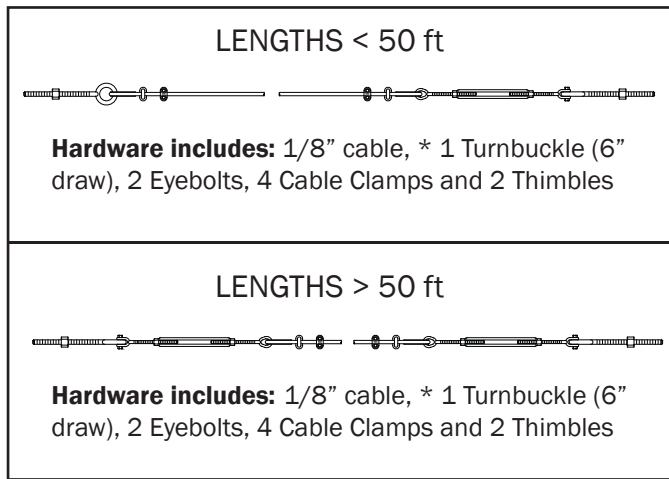 LENGTHS < 50 ft
Hardware includes: 1/8” cable, * 1 Turnbuckle (6”
draw), 2 Eyebolts, 4 Cable Clamps and 2 Thimbles
LENGTHS > 50 ft
Hardware includes: 1/8” cable, * 1 Turnbuckle (6”
draw), 2 Eyebolts, 4 Cable Clamps and 2 Thimbles